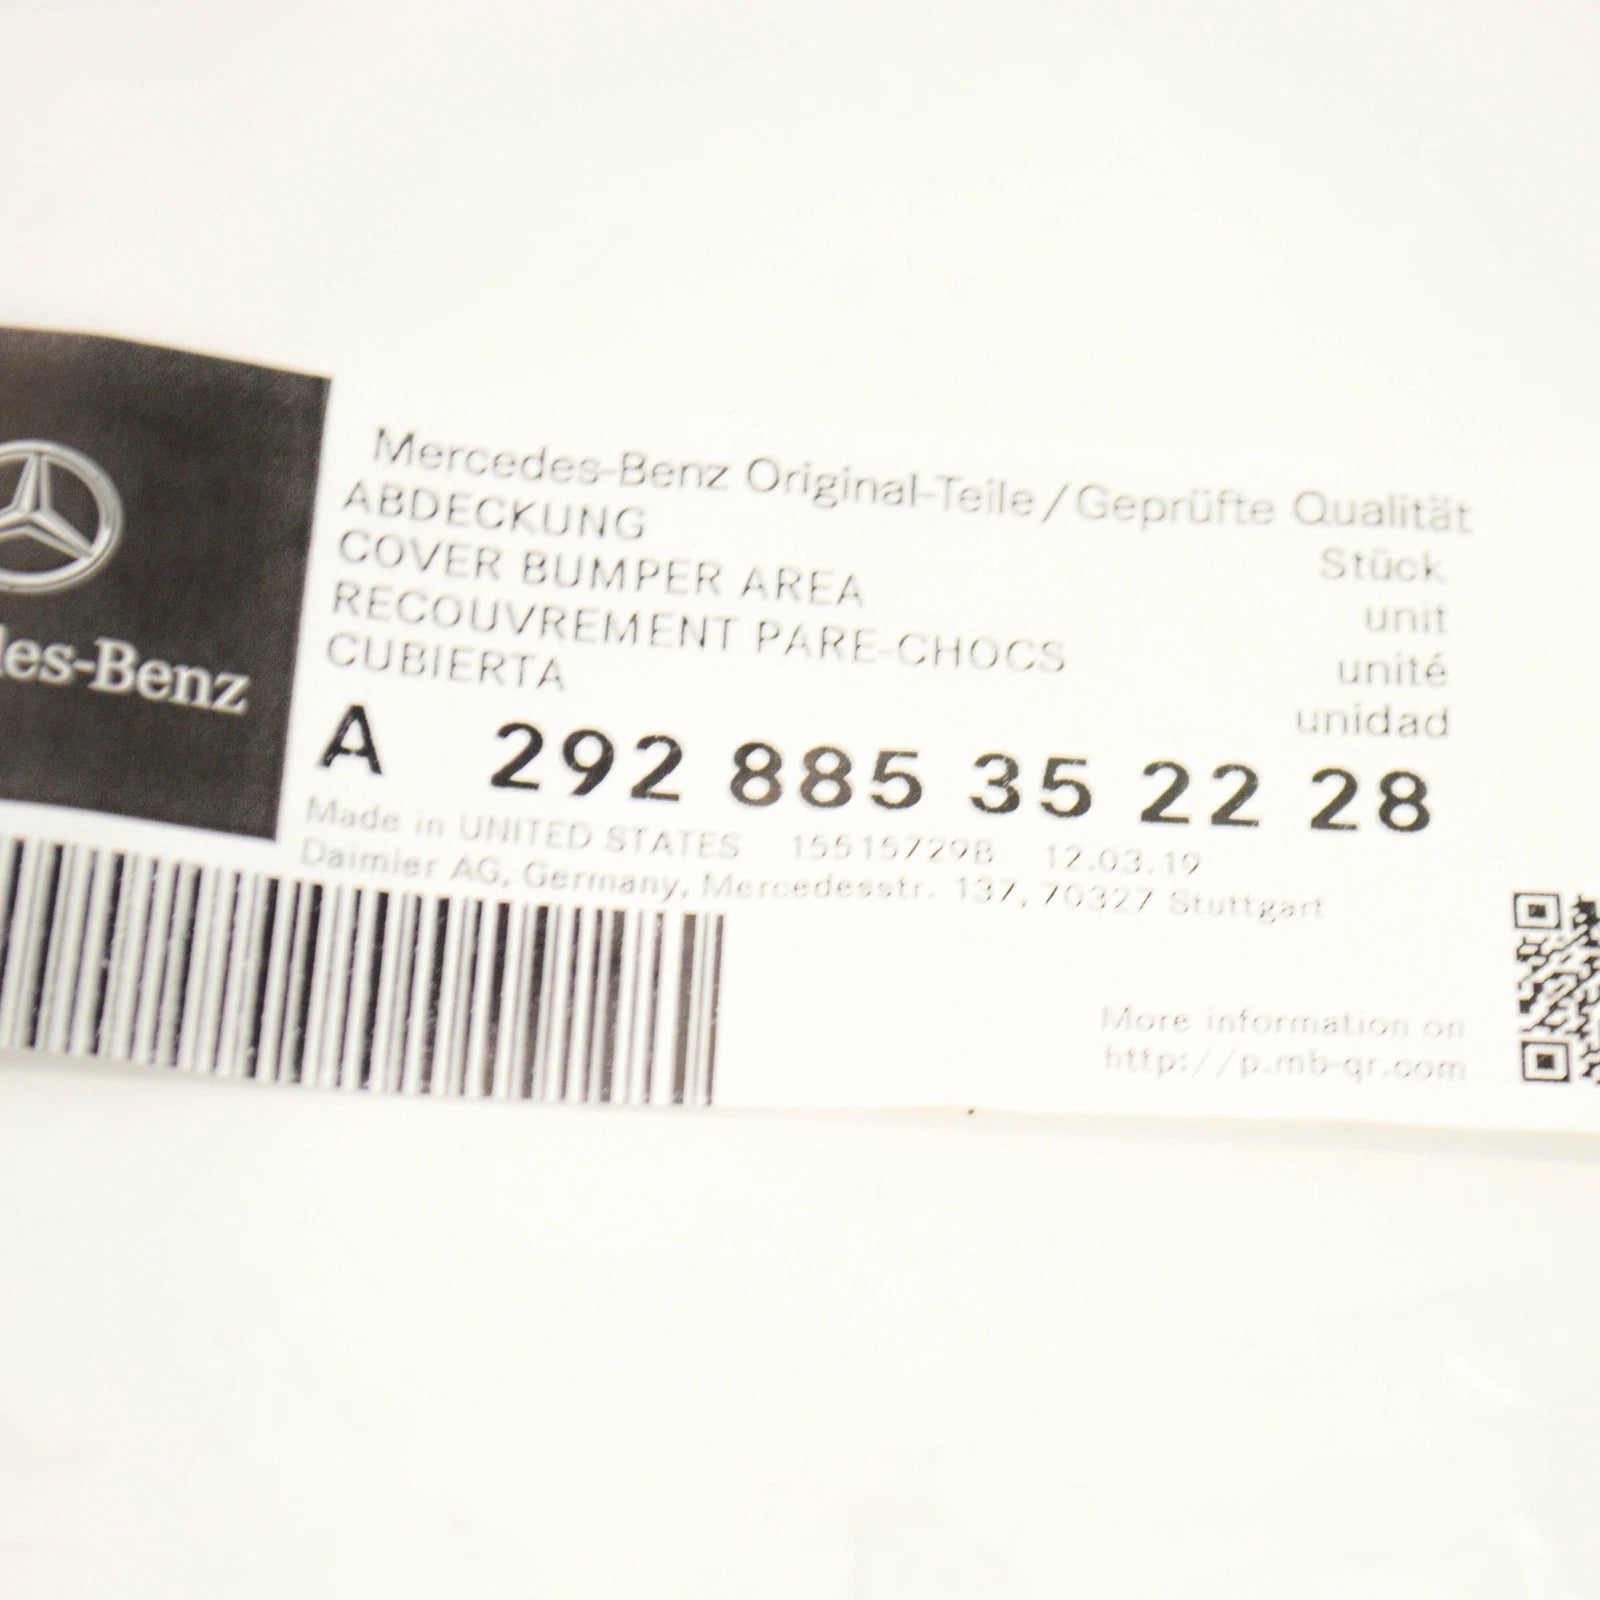 des-Benz
Mercedes-Benz Original-Teile / Geprüfte Qualität
ABDECKUNG Stück
COVER BUMPER AREA unit
RECOUVREMENT PARE-CHOCS unité
CUBIERTA unidad
A 292 885 35 22 28
Made in UNITED STATES 155157298 12.03.19
Daimler AG, Germany, Mercedesstr. 137, 70327 Stuttgart
More information on
http://p.mb-qr.com